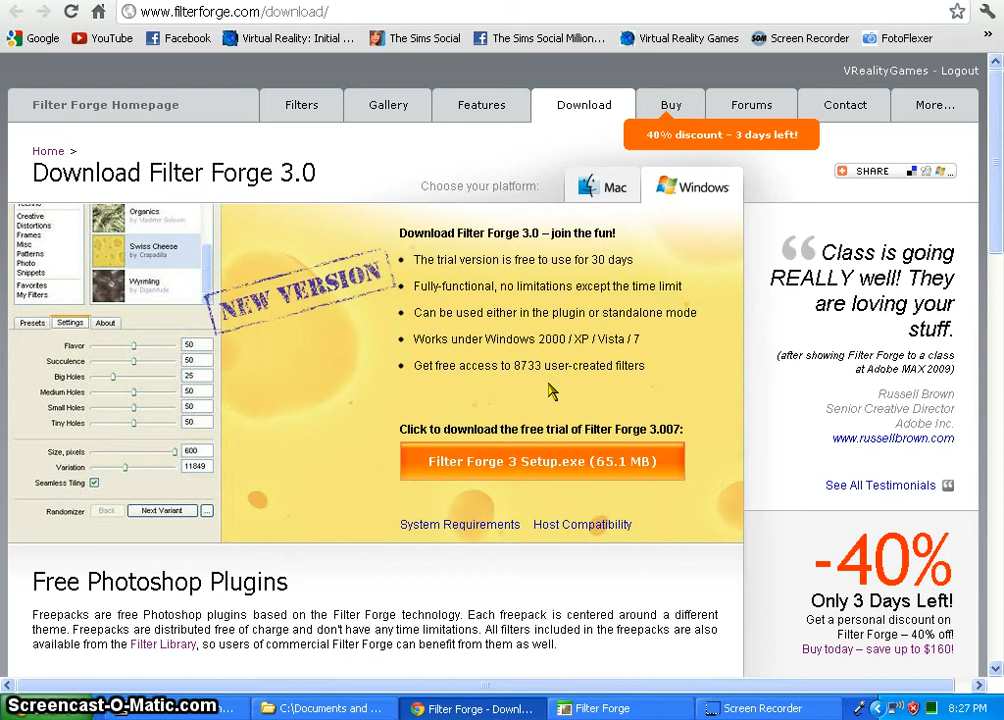 www.filterforge.com/download/
Google YouTube Facebook Virtual Reality: Initial ... The Sims Social The Sims Social Million... Virtual Reality Games Screen Recorder FotoFlexer »
VRealityGames - Logout
Filter Forge Homepage Filters Gallery Features Download Buy Forums Contact More...
40% discount – 3 days left!
Home >
Download Filter Forge 3.0
Choose your platform: Mac Windows
SHARE
Creative
Distortions
Frames
Misc
Patterns
Photo
Snippets
Favorites
My Filters
Organics
by Vladimir Golovin
Swiss Cheese
by Crapadilla
Wyrmling
NEW VERSION
Presets Settings About
Flavor 50
Succulence 50
Big Holes 25
Medium Holes 50
Small Holes 50
Tiny Holes 50
Size, pixels 600
Variation 11849
Seamless Tiling
Randomizer Back Next Variant ...
Download Filter Forge 3.0 – join the fun!
The trial version is free to use for 30 days
Fully-functional, no limitations except the time limit
Can be used either in the plugin or standalone mode
Works under Windows 2000 / XP / Vista / 7
Get free access to 8733 user-created filters
Click to download the free trial of Filter Forge 3.007:
Filter Forge 3 Setup.exe (65.1 MB)
System Requirements Host Compatibility
“ Class is going
REALLY well! They
are loving your
stuff.
(after showing Filter Forge to a class
at Adobe MAX 2009)
Russell Brown
Senior Creative Director
Adobe Inc.
www.russellbrown.com
See All Testimonials
-40%
Only 3 Days Left!
Get a personal discount on
Filter Forge – 40% off!
Buy today – save up to $160!
Free Photoshop Plugins
Freepacks are free Photoshop plugins based on the Filter Forge technology. Each freepack is centered around a different
theme. Freepacks are distributed free of charge and don't have any time limitations. All filters included in the freepacks are also
available from the Filter Library, so users of commercial Filter Forge can benefit from them as well.
Screencast-O-Matic.com
C:\Documents and ... Filter Forge - Downl... Filter Forge Screen Recorder 8:27 PM